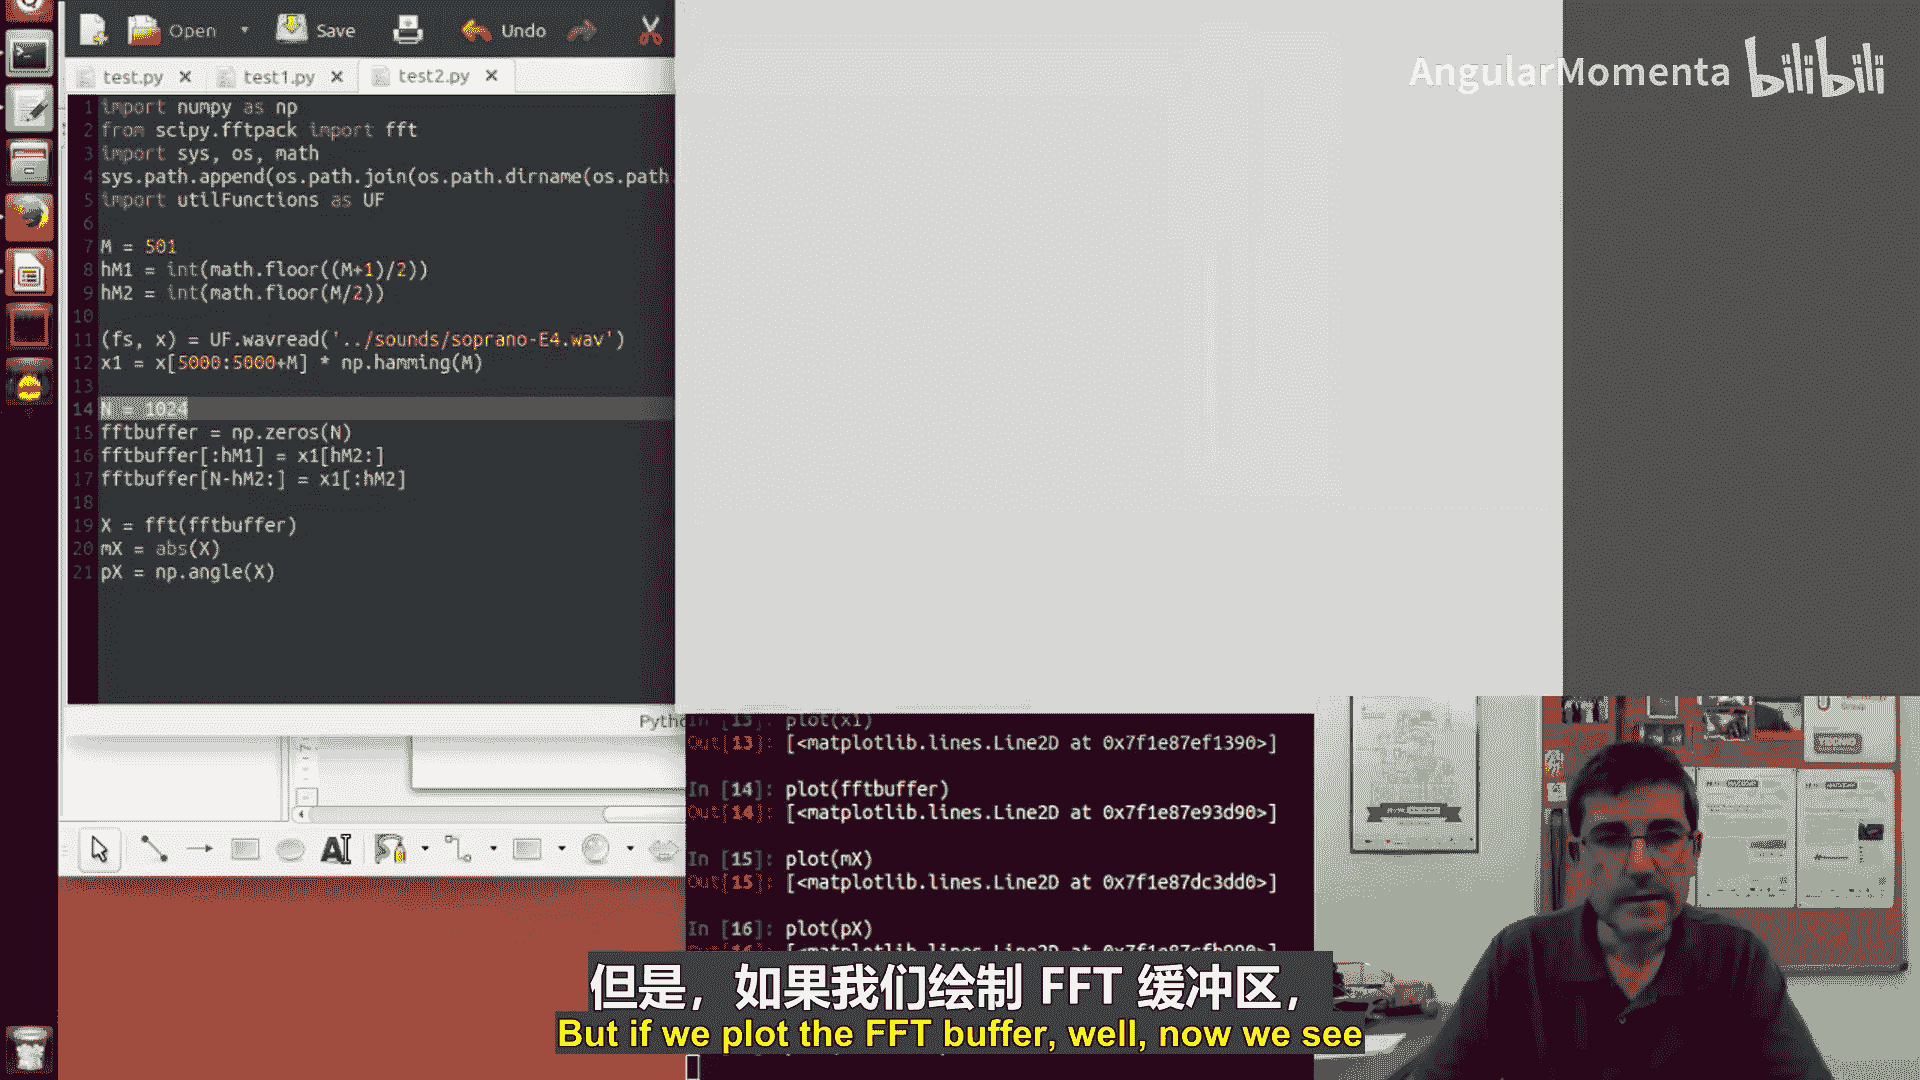 Open Save Undo
AngularMomenta bilibili
test.py test1.py test2.py
1 import numpy as np
2 from scipy.fftpack import fft
3 import sys, os, math
4 sys.path.append(os.path.join(os.path.dirname(os.path.
5 import utilFunctions as UF
6
7 M = 501
8 hM1 = int(math.floor((M+1)/2))
9 hM2 = int(math.floor(M/2))
10
11 (fs, x) = UF.wavread('../sounds/soprano-E4.wav')
12 x1 = x[5000:5000+M] * np.hamming(M)
13
14 N = 1024
15 fftbuffer = np.zeros(N)
16 fftbuffer[:hM1] = x1[hM2:]
17 fftbuffer[N-hM2:] = x1[:hM2]
18
19 X = fft(fftbuffer)
20 mX = abs(X)
21 pX = np.angle(X)
In [13]: plot(x1)
Out[13]: [<matplotlib.lines.Line2D at 0x7f1e87ef1390>]
In [14]: plot(fftbuffer)
Out[14]: [<matplotlib.lines.Line2D at 0x7f1e87e93d90>]
In [15]: plot(mX)
Out[15]: [<matplotlib.lines.Line2D at 0x7f1e87dc3dd0>]
In [16]: plot(pX)
但是，如果我们绘制 FFT 缓冲区，
But if we plot the FFT buffer, well, now we see